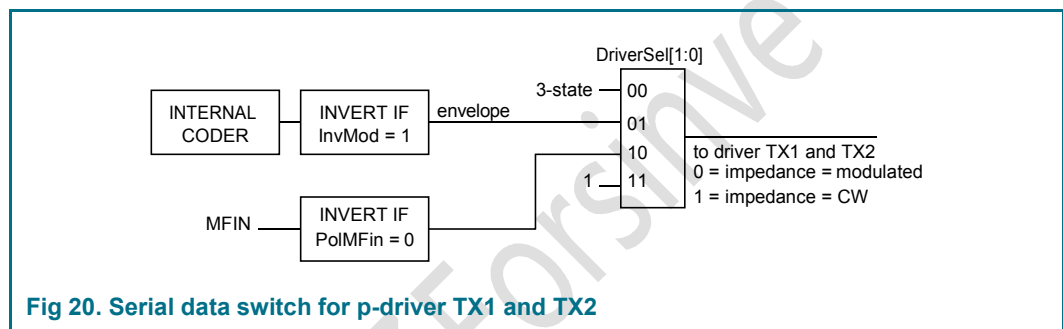 DriverSel[1:0]
3-state
00
INTERNAL
CODER
INVERT IF
InvMod = 1
envelope
01
10
1
11
to driver TX1 and TX2
0 = impedance = modulated
1 = impedance = CW
MFIN
INVERT IF
PolMFin = 0
Fig 20. Serial data switch for p-driver TX1 and TX2